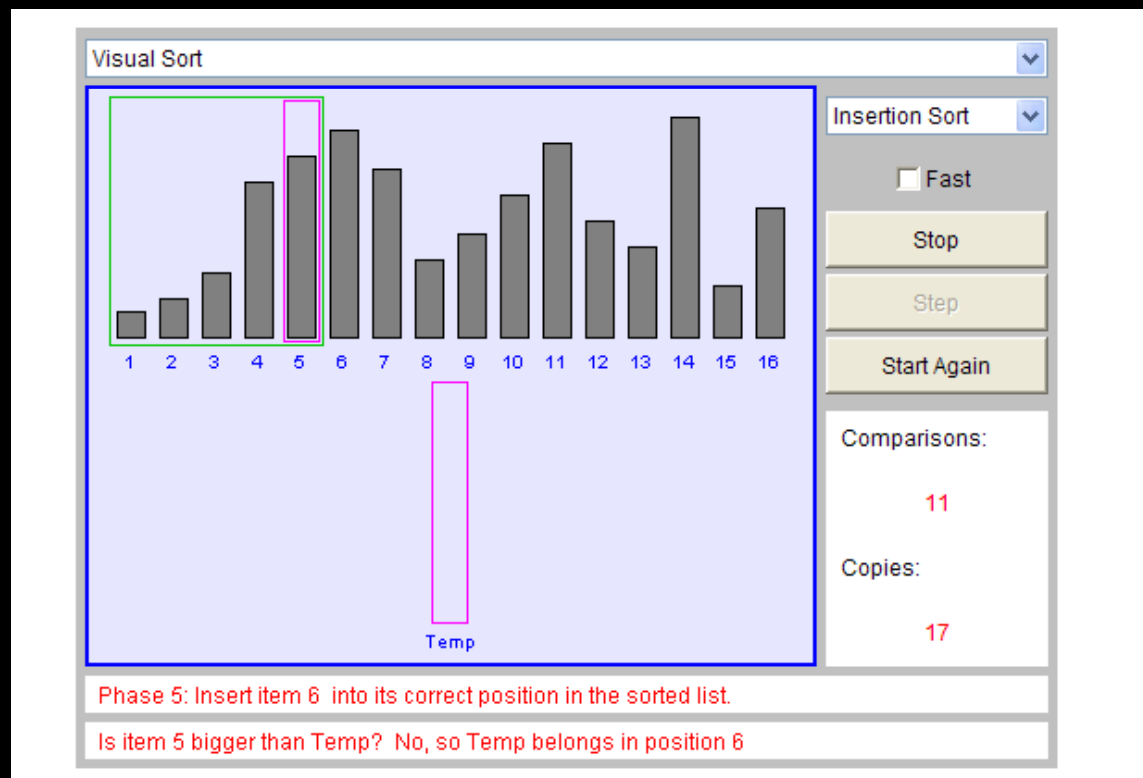 Visual Sort
Insertion Sort
Fast
Stop
Step
Start Again
1 2 3 4 5 6 7 8 9 10 11 12 13 14 15 16
Temp
Comparisons:
11
Copies:
17
Phase 5: Insert item 6 into its correct position in the sorted list.
Is item 5 bigger than Temp? No, so Temp belongs in position 6